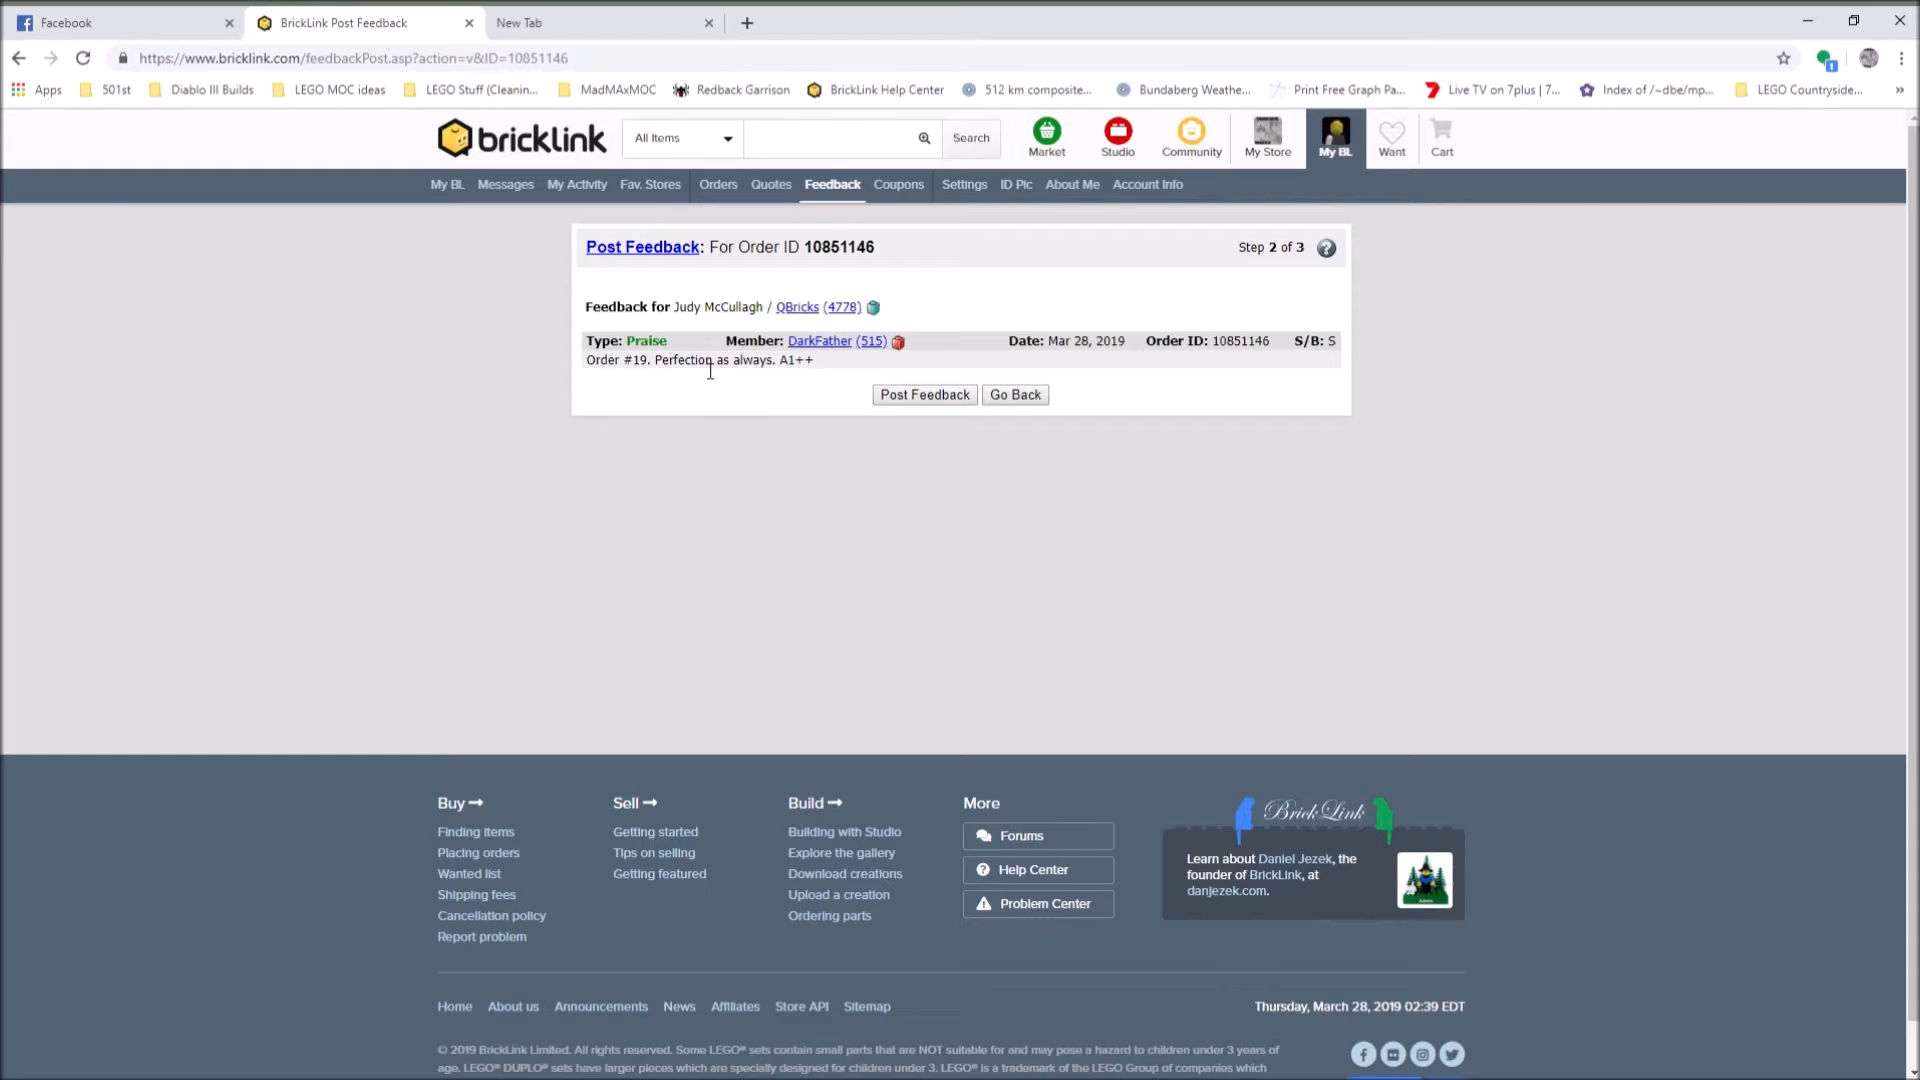 Facebook
BrickLink Post Feedback
New Tab
https://www.bricklink.com/feedbackPost.asp?action=v&ID=10851146
Apps 501st Diablo III Builds LEGO MOC ideas LEGO Stuff (Cleanin... MadMAxMOC Redback Garrison BrickLink Help Center 512 km composite... Bundaberg Weathe... Print Free Graph Pa... Live TV on 7plus | 7... Index of /~dbe/mp... LEGO Countryside... »
bricklink All Items Search Market Studio Community My Store My BL Want Cart
My BL Messages My Activity Fav. Stores Orders Quotes Feedback Coupons Settings ID Pic About Me Account Info
Post Feedback: For Order ID 10851146 Step 2 of 3 ?
Feedback for Judy McCullagh / QBricks (4778)
Type: Praise Member: DarkFather (515) Date: Mar 28, 2019 Order ID: 10851146 S/B: S
Order #19. Perfection as always. A1++
Post Feedback Go Back
Buy Sell Build More
Finding items Getting started Building with Studio Forums
Placing orders Tips on selling Explore the gallery
Wanted list Getting featured Download creations Help Center
Shipping fees Upload a creation
Cancellation policy Ordering parts Problem Center
Report problem
BrickLink
Learn about Daniel Jezek, the
founder of BrickLink, at
danjezek.com.
Home About us Announcements News Affiliates Store API Sitemap Thursday, March 28, 2019 02:39 EDT
© 2019 BrickLink Limited. All rights reserved. Some LEGO® sets contain small parts that are NOT suitable for and may pose a hazard to children under 3 years of
age. LEGO® DUPLO® sets have larger pieces which are specially designed for children under 3. LEGO® is a trademark of the LEGO Group of companies which